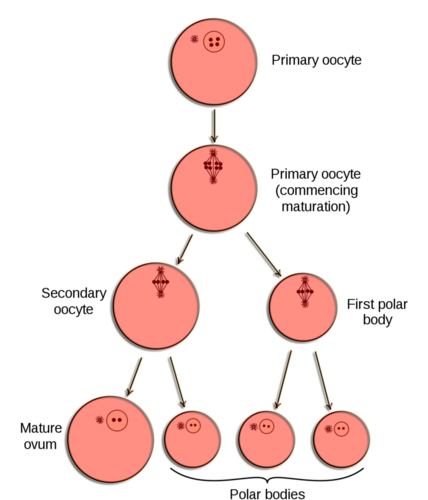 Primary oocyte
Primary oocyte
(commencing
maturation)
Secondary
oocyte
First polar
body
Mature
ovum
Polar bodies